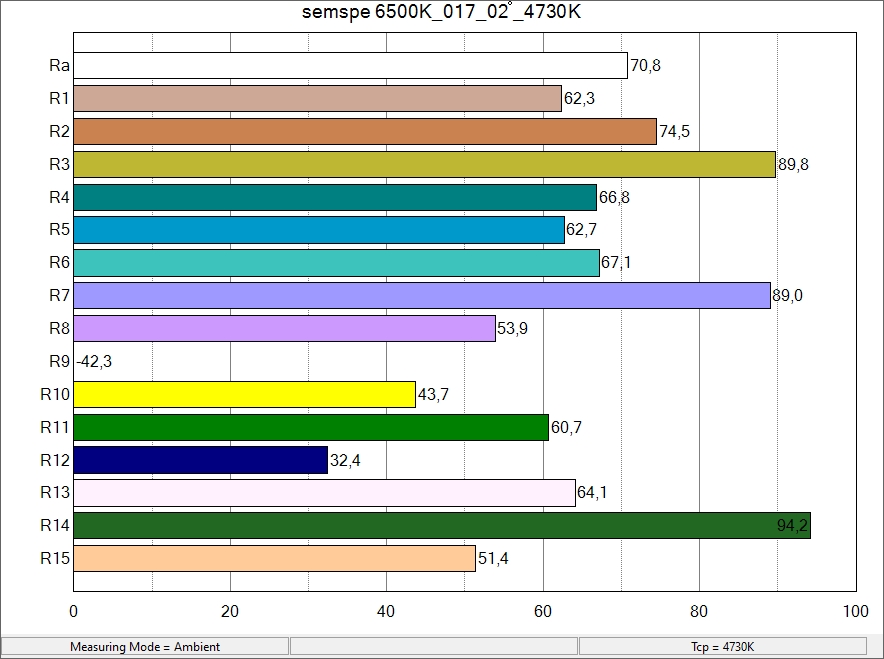 semspe 6500K_017_02°_4730K
Ra 70,8
R1 62,3
R2 74,5
R3 89,8
R4 66,8
R5 62,7
R6 67,1
R7 89,0
R8 53,9
R9 -42,3
R10 43,7
R11 60,7
R12 32,4
R13 64,1
R14 94,2
R15 51,4
0 20 40 60 80 100
Measuring Mode = Ambient Tcp = 4730K